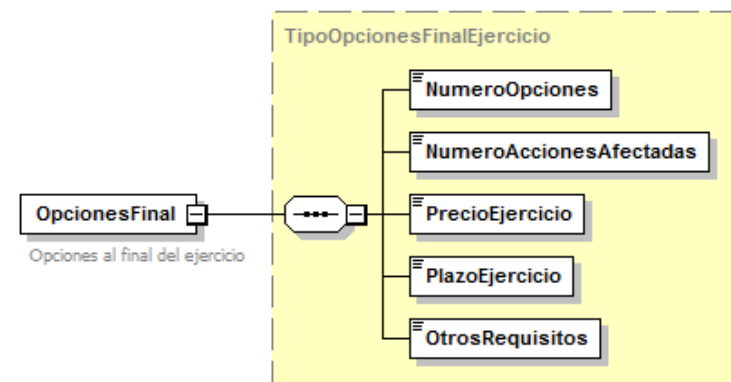 TipoOpcionesFinalEjercicio
NumeroOpciones
NumeroAccionesAfectadas
OpcionesFinal
PrecioEjercicio
Opciones al final del ejercicio
PlazoEjercicio
OtrosRequisitos